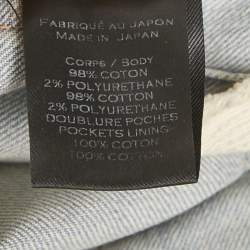 FABRIQUÉ AU JAPON
MADE IN JAPAN
CORPS / BODY
98% COTON
2% POLYURETHANE
98% COTTON
2% POLYURETHANE
DOUBLURE POCHES
POCKETS LINING
100% COTON
100% COTTON